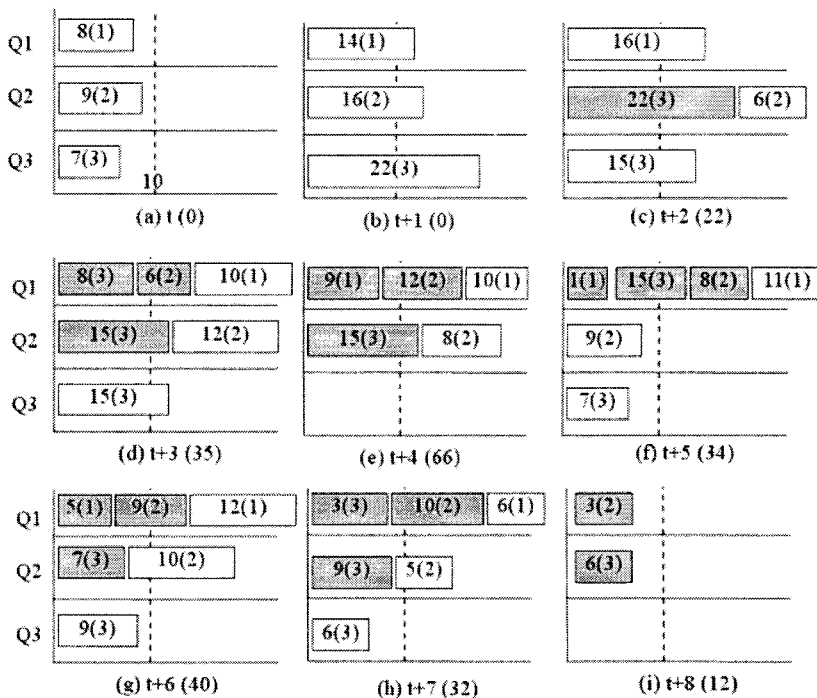 Q1 8(1) 14(1) 16(1)
Q2 9(2) 16(2) 22(3) 6(2)
Q3 7(3) 22(3) 15(3)
10
(a) t (0) (b) t+1 (0) (c) t+2 (22)
Q1 8(3) 6(2) 10(1) 9(1) 12(2) 10(1) 1(1) 15(3) 8(2) 11(1)
Q2 15(3) 12(2) 15(3) 8(2) 9(2)
Q3 15(3) 7(3)
(d) t+3 (35) (e) t+4 (66) (f) t+5 (34)
Q1 5(1) 9(2) 12(1) 3(3) 10(2) 6(1) 3(2)
Q2 7(3) 10(2) 9(3) 5(2) 6(3)
Q3 9(3) 6(3)
(g) t+6 (40) (h) t+7 (32) (i) t+8 (12)